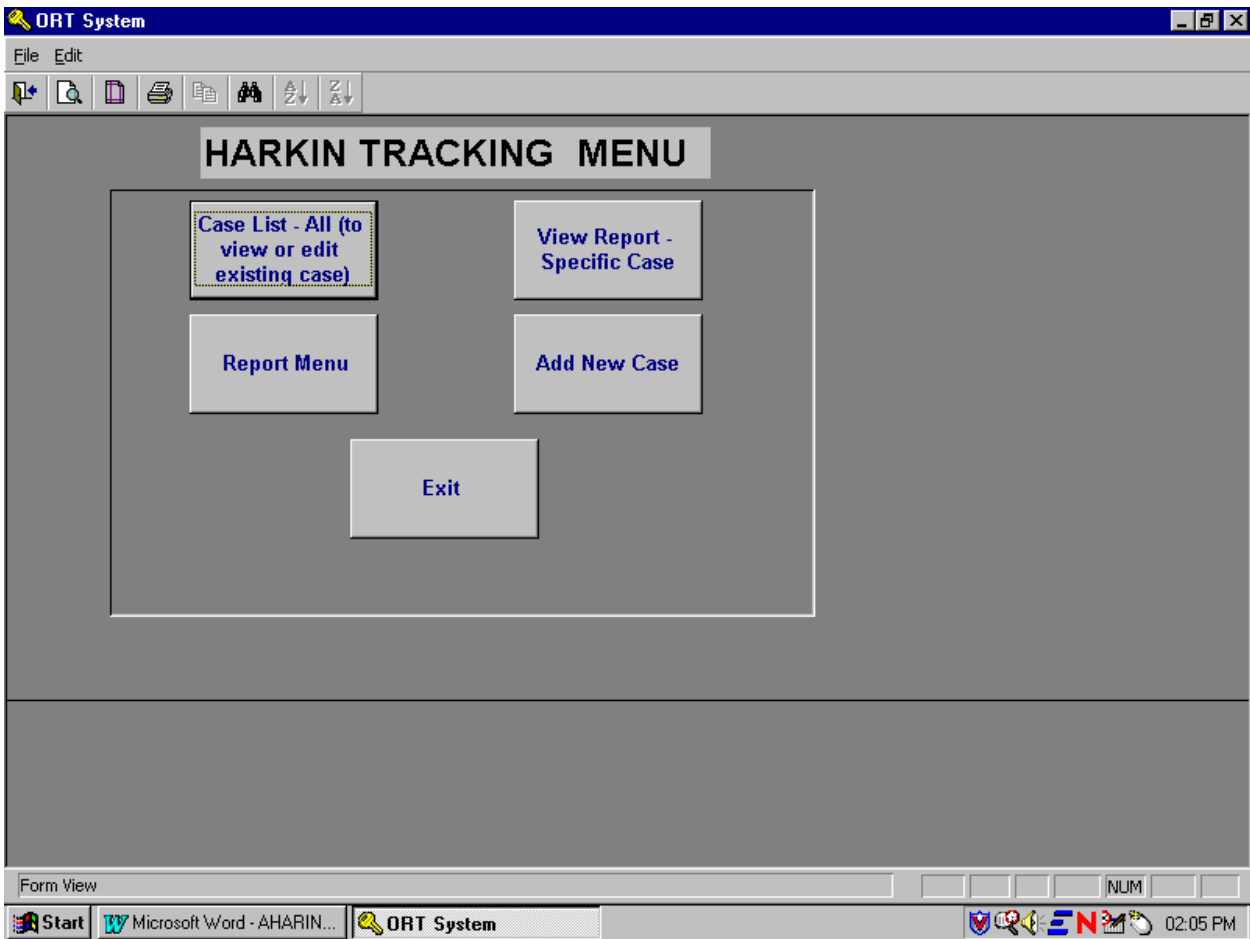 ORT System
File Edit
HARKIN TRACKING MENU
Case List - All (to
view or edit
existing case)
View Report -
Specific Case
Report Menu
Add New Case
Exit
Form View
NUM
Start
Microsoft Word - AHARIN...
ORT System
02:05 PM